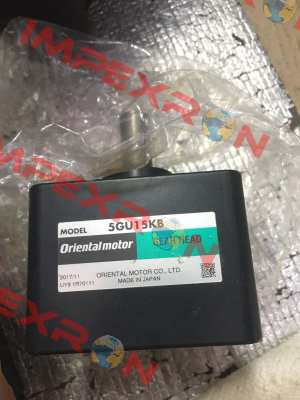 IMPEXRON
IMPEXRON
MODEL 5GU15KB
Orientalmotor GEAR HEAD
2017/11 ORIENTAL MOTOR CO., LTD.
MADE IN JAPAN
IMPEXRON